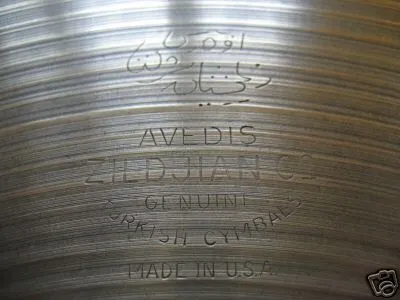 AVEDIS
ZILDJIAN CO.
GENUINE
TURKISH CYMBALS
MADE IN U.S.A.